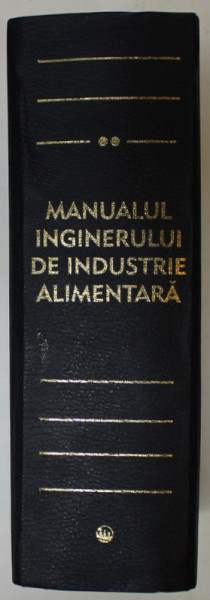 MANUALUL
INGINERULUI
DE INDUSTRIE
ALIMENTARĂ